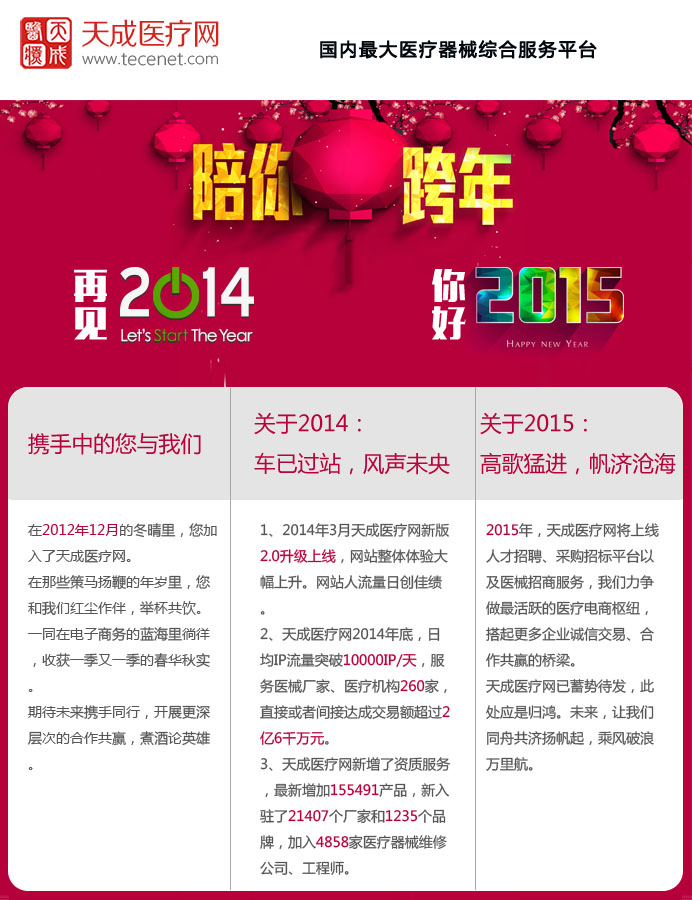 天成医疗网
www.tecenet.com
国内最大医疗器械综合服务平台
陪你 跨年
再见 2014
Let's Start The Year
你好 2015
HAPPY NEW YEAR
携手中的您与我们
在2012年12月的冬晴里，您加
入了天成医疗网。
在那些策马扬鞭的年岁里，您
和我们红尘作伴，举杯共饮。
一同在电子商务的蓝海里徜徉
，收获一季又一季的春华秋实
。
期待未来携手同行，开展更深
层次的合作共赢，煮酒论英雄
。
关于2014：
车已过站，风声未央
1、2014年3月天成医疗网新版
2.0升级上线，网站整体体验大
幅上升。网站人流量日创佳绩
。
2、天成医疗网2014年底，日
均IP流量突破10000IP/天，服
务医械厂家、医疗机构260家，
直接或者间接达成交易额超过2
亿6千万元。
3、天成医疗网新增了资质服务
，最新增加155491产品，新入
驻了21407个厂家和1235个品
牌，加入4858家医疗器械维修
公司、工程师。
关于2015：
高歌猛进，帆济沧海
2015年，天成医疗网将上线
人才招聘、采购招标平台以
及医械招商服务，我们力争
做最活跃的医疗电商枢纽，
搭起更多企业诚信交易、合
作共赢的桥梁。
天成医疗网已蓄势待发，此
处应是归鸿。未来，让我们
同舟共济扬帆起，乘风破浪
万里航。